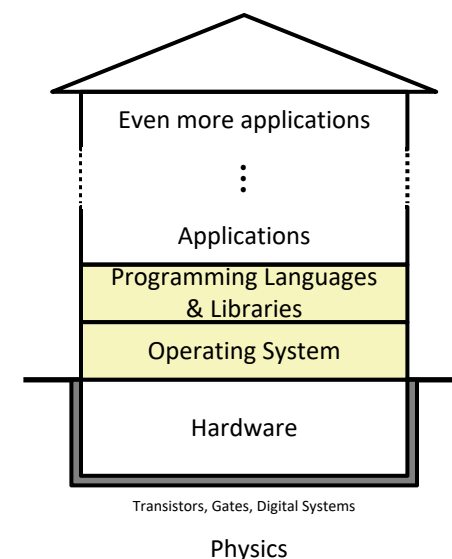 Even more applications
⋮
Applications
Programming Languages
& Libraries
Operating System
Hardware
Transistors, Gates, Digital Systems
Physics